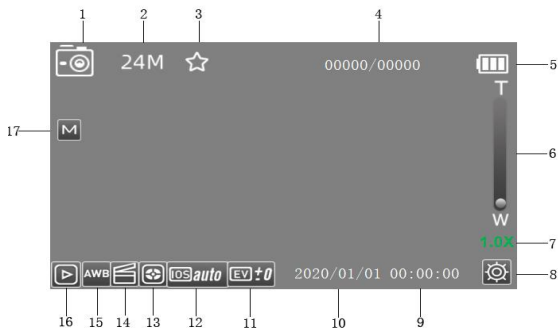 1 2 3 4
24M 00000/00000
5
T
17 M
6
W
1.0X 7
AWB IOS auto EV ±0 2020/01/01 00:00:00 8
16 15 14 13 12 11 10 9